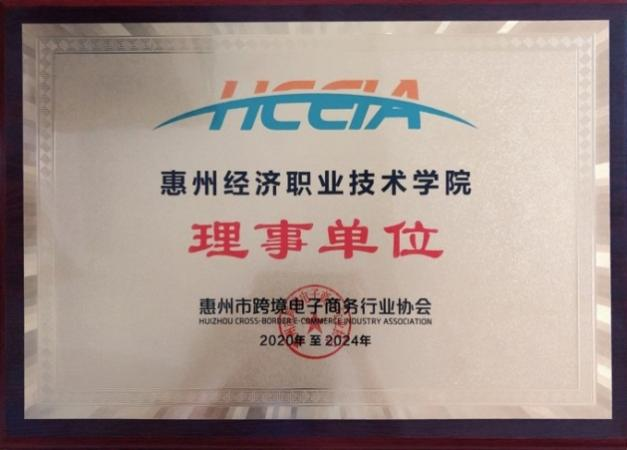 HCCIA
惠州经济职业技术学院
理事单位
惠州市跨境电子商务行业协会
HUIZHOU CROSS-BORDER E-COMMERCE INDUSTRY ASSOCIATION
2020年至2024年